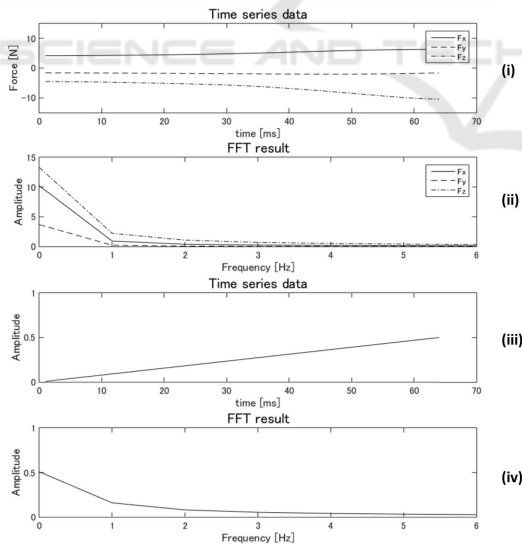 SCIENCE AND TECH
Time series data
Force [N]
10
0
-10
Fx
Fy
Fz
0 10 20 30 40 50 60 70
time [ms]
(i)
FFT result
Amplitude
15
10
5
0
Fx
Fy
Fz
0 1 2 3 4 5 6
Frequency [Hz]
(ii)
Time series data
Amplitude
1
0.5
0
0 10 20 30 40 50 60 70
time [ms]
(iii)
FFT result
Amplitude
1
0.5
0
0 1 2 3 4 5 6
Frequency [Hz]
(iv)